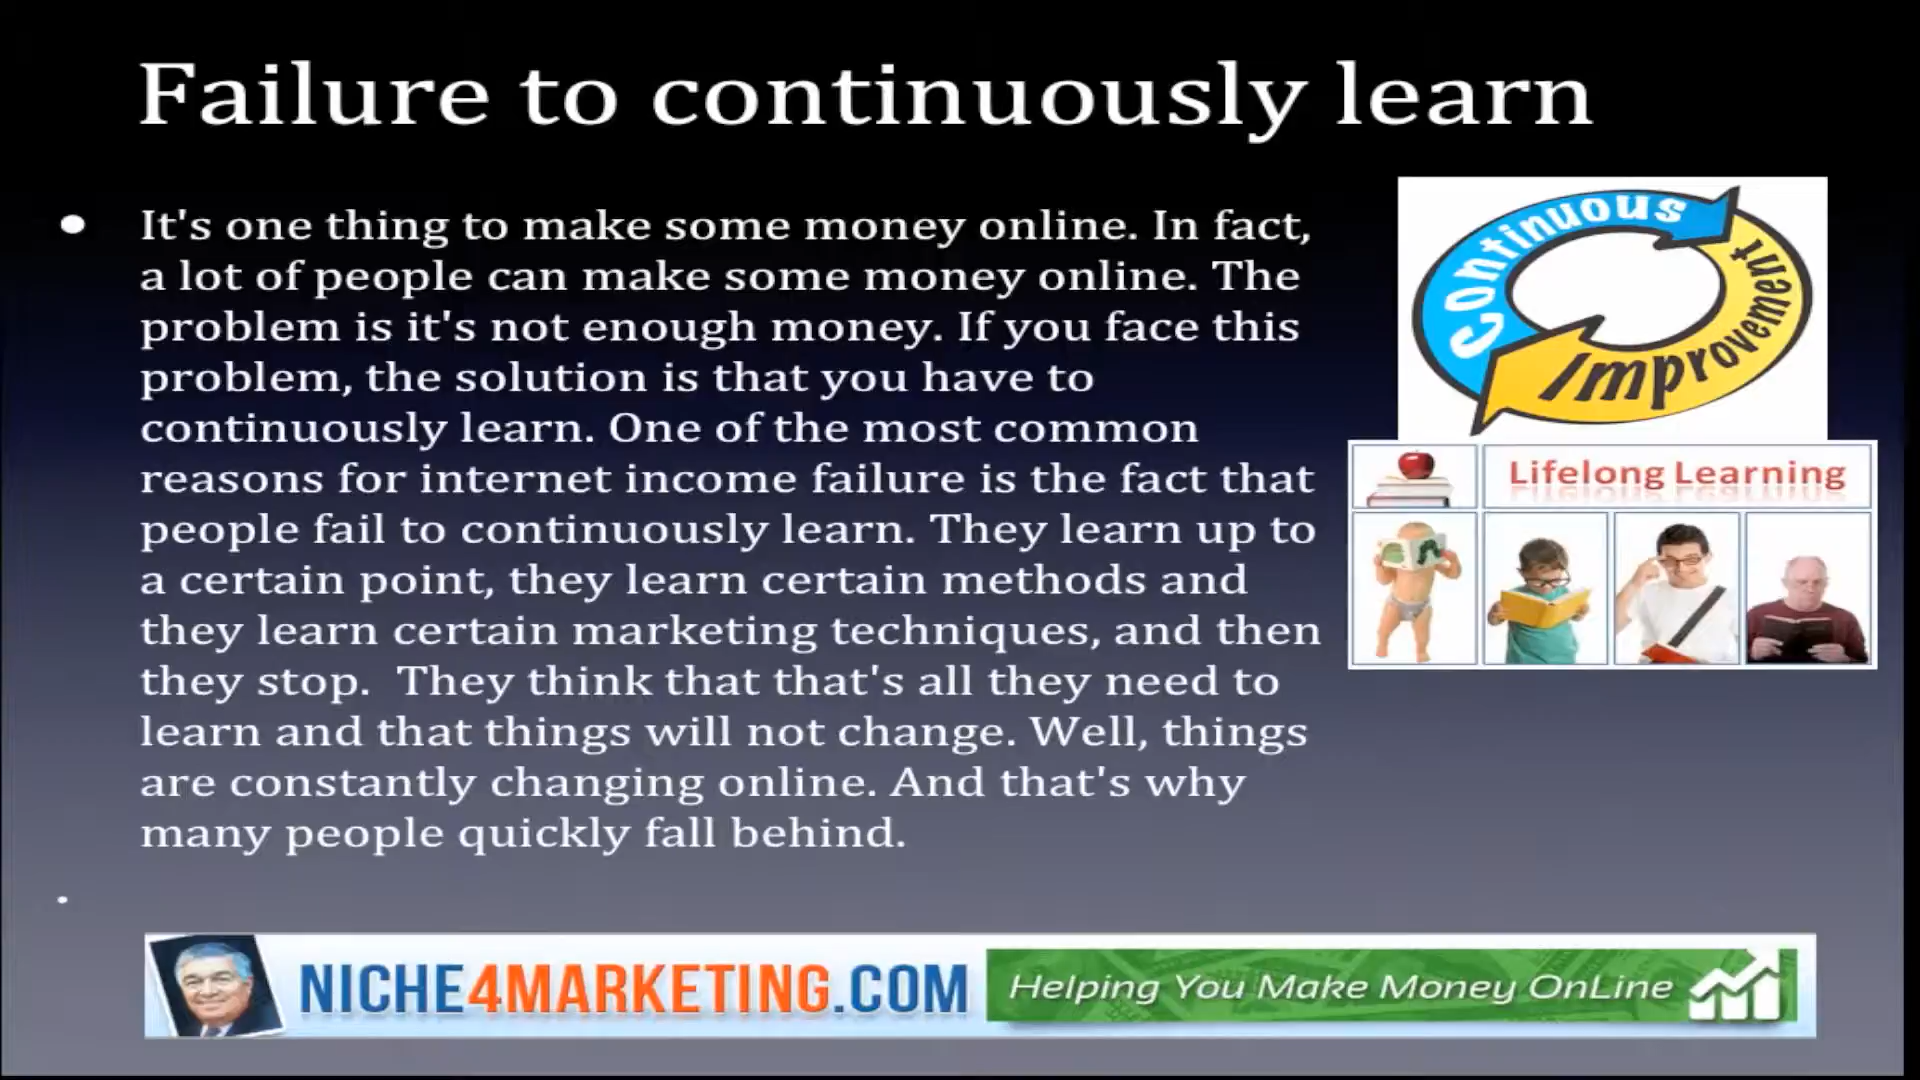 Failure to continuously learn
It's one thing to make some money online. In fact,
a lot of people can make some money online. The
problem is it's not enough money. If you face this
problem, the solution is that you have to
continuously learn. One of the most common
reasons for internet income failure is the fact that
people fail to continuously learn. They learn up to
a certain point, they learn certain methods and
they learn certain marketing techniques, and then
they stop.  They think that that's all they need to
learn and that things will not change. Well, things
are constantly changing online. And that's why
many people quickly fall behind.
Continuous
Improvement
Lifelong Learning
NICHE4MARKETING.COM
Helping You Make Money OnLine